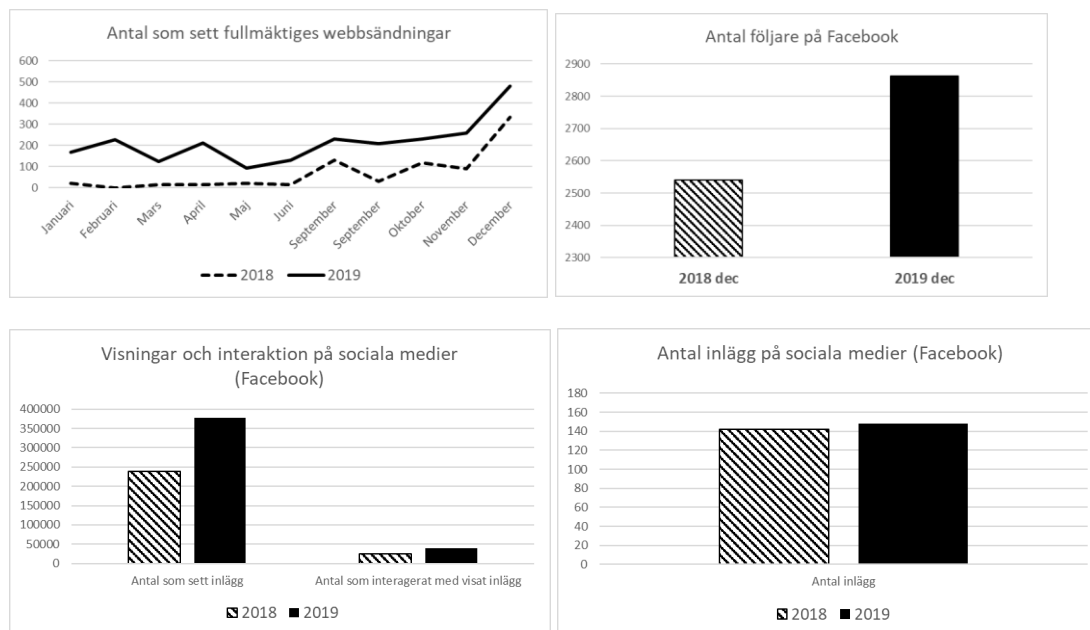 Antal som sett fullmäktiges webbsändningar
600
500
400
300
200
100
0
Januari
Februari
Mars
April
Maj
Juni
September
September
Oktober
November
December
2018
2019
Antal följare på Facebook
2900
2800
2700
2600
2500
2400
2300
2018 dec
2019 dec
Visningar och interaktion på sociala medier
(Facebook)
400000
350000
300000
250000
200000
150000
100000
50000
0
Antal som sett inlägg
Antal som interagerat med visat inlägg
2018
2019
Antal inlägg på sociala medier (Facebook)
180
160
140
120
100
80
60
40
20
0
Antal inlägg
2018
2019